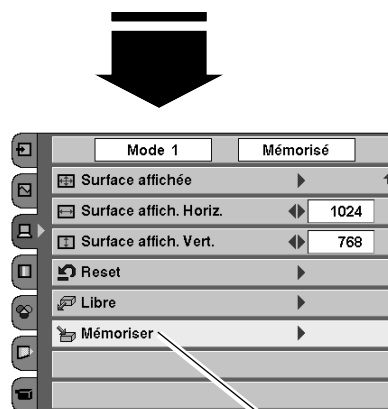 Mode 1 Mémorisé
Surface affichée
Surface affich. Horiz. 1024
Surface affich. Vert. 768
Reset
Libre
Mémoriser